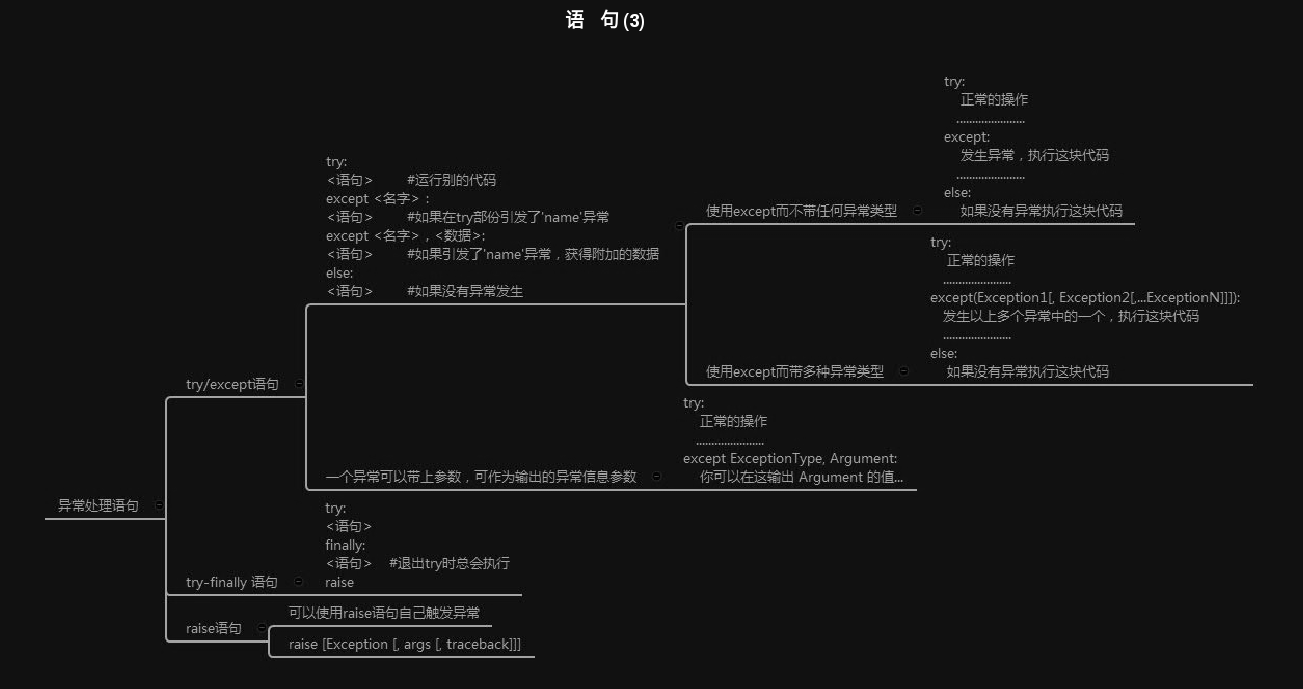 语 句 (3)
异常处理语句
try/except语句
try:
<语句> #运行别的代码
except <名字>：
<语句> #如果在try部份引发了'name'异常
except <名字>，<数据>:
<语句> #如果引发了'name'异常，获得附加的数据
else:
<语句> #如果没有异常发生
使用except而不带任何异常类型
try:
正常的操作
......................
except:
发生异常，执行这块代码
......................
else:
如果没有异常执行这块代码
使用except而带多种异常类型
try:
正常的操作
......................
except(Exception1[, Exception2[,...ExceptionN]]]):
发生以上多个异常中的一个，执行这块代码
......................
else:
如果没有异常执行这块代码
一个异常可以带上参数，可作为输出的异常信息参数
try:
正常的操作
......................
except ExceptionType, Argument:
你可以在这输出 Argument 的值...
try-finally 语句
try:
<语句>
finally:
<语句> #退出try时总会执行
raise
raise语句
可以使用raise语句自己触发异常
raise [Exception [, args [, traceback]]]